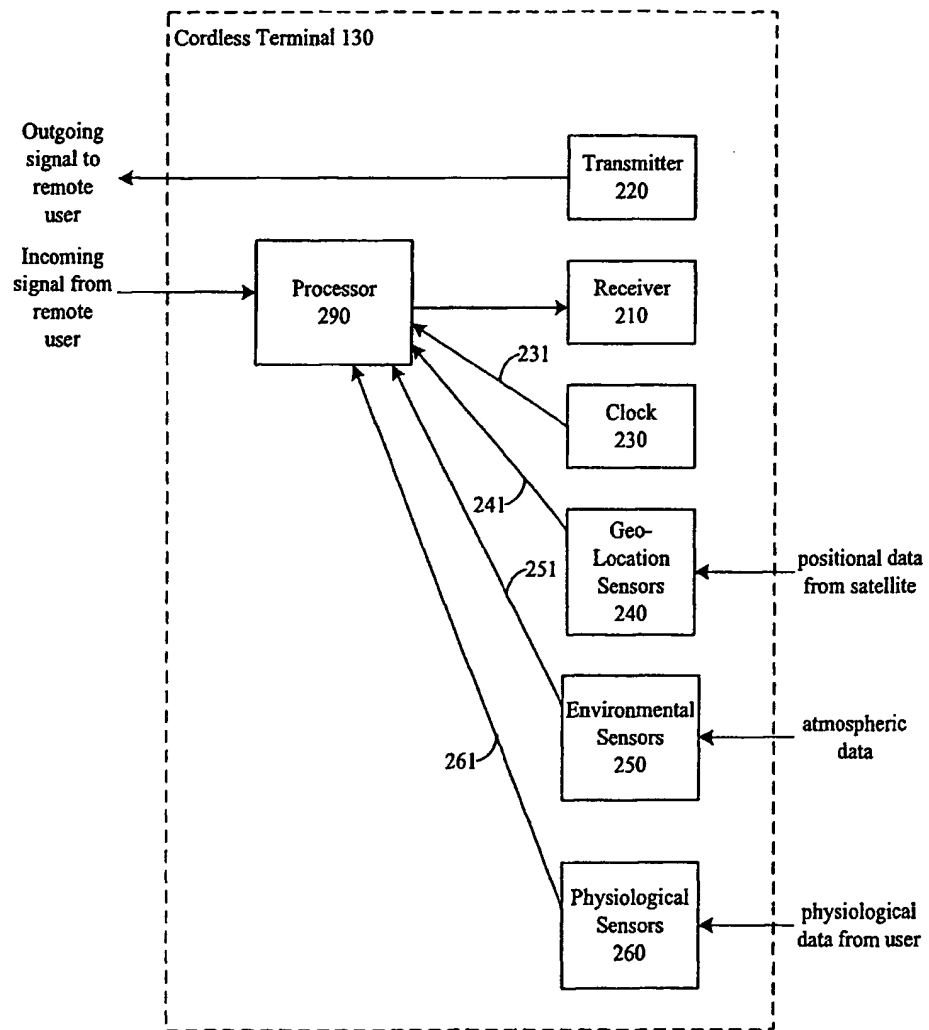 Cordless Terminal 130
Outgoing
signal to
remote
user
Transmitter
220
Incoming
signal from
remote
user
Processor
290
Receiver
210
231
Clock
230
241
Geo-
Location
Sensors
240
positional data
from satellite
251
Environmental
Sensors
250
atmospheric
data
261
Physiological
Sensors
260
physiological
data from user